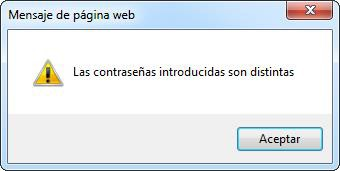 Mensaje de página web
Las contraseñas introducidas son distintas
Aceptar